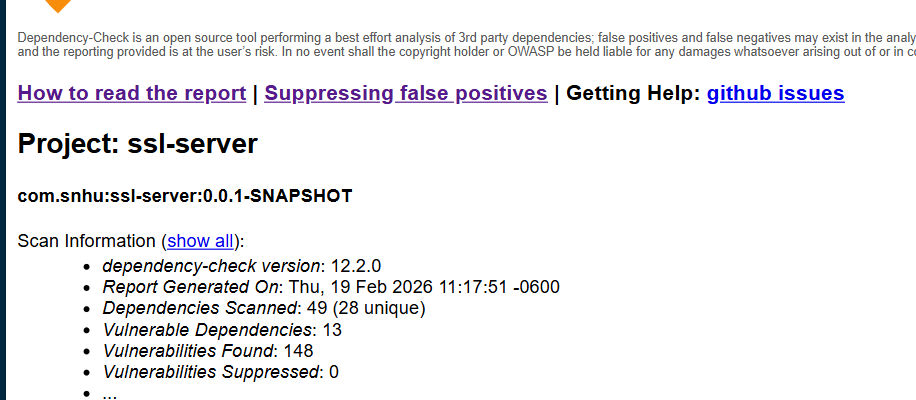 Dependency-Check is an open source tool performing a best effort analysis of 3rd party dependencies; false positives and false negatives may exist in the analy
and the reporting provided is at the user's risk. In no event shall the copyright holder or OWASP be held liable for any damages whatsoever arising out of or in c
How to read the report | Suppressing false positives | Getting Help: github issues
Project: ssl-server
com.snhu:ssl-server:0.0.1-SNAPSHOT
Scan Information (show all):
• dependency-check version: 12.2.0
• Report Generated On: Thu, 19 Feb 2026 11:17:51 -0600
• Dependencies Scanned: 49 (28 unique)
• Vulnerable Dependencies: 13
• Vulnerabilities Found: 148
• Vulnerabilities Suppressed: 0
• ...